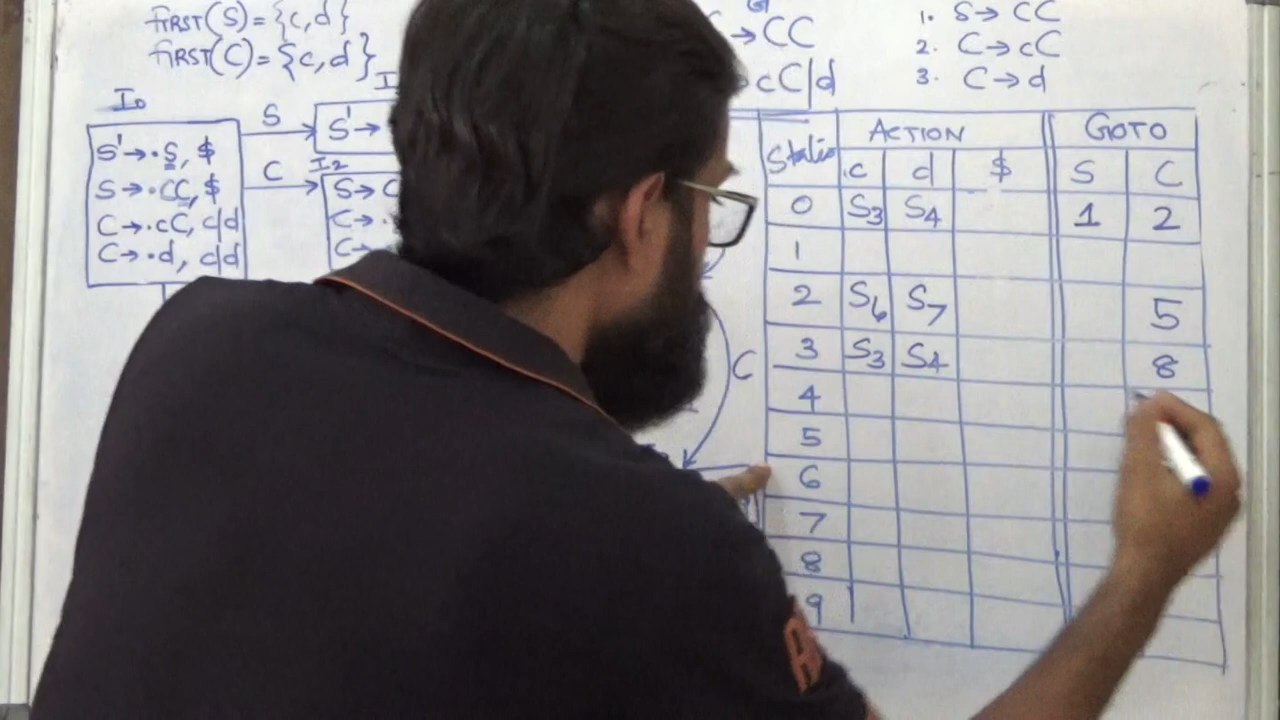 FIRST(S) = {c,d}
FIRST(C) = {c,d}
→CC
cC|d
1. S→ CC
2. C→cC
3. C→d
I0
S'→.S, $
S→.CC,$
C→.cC, c|d
C→.d, c|d
S
C
S'→
I2
S→ C
C→.
C→
C
States ACTION GOTO
c d $ S C
0 S3 S4 1 2
1
2 S6 S7 5
3 S3 S4 8
4
5
6
7
8
9